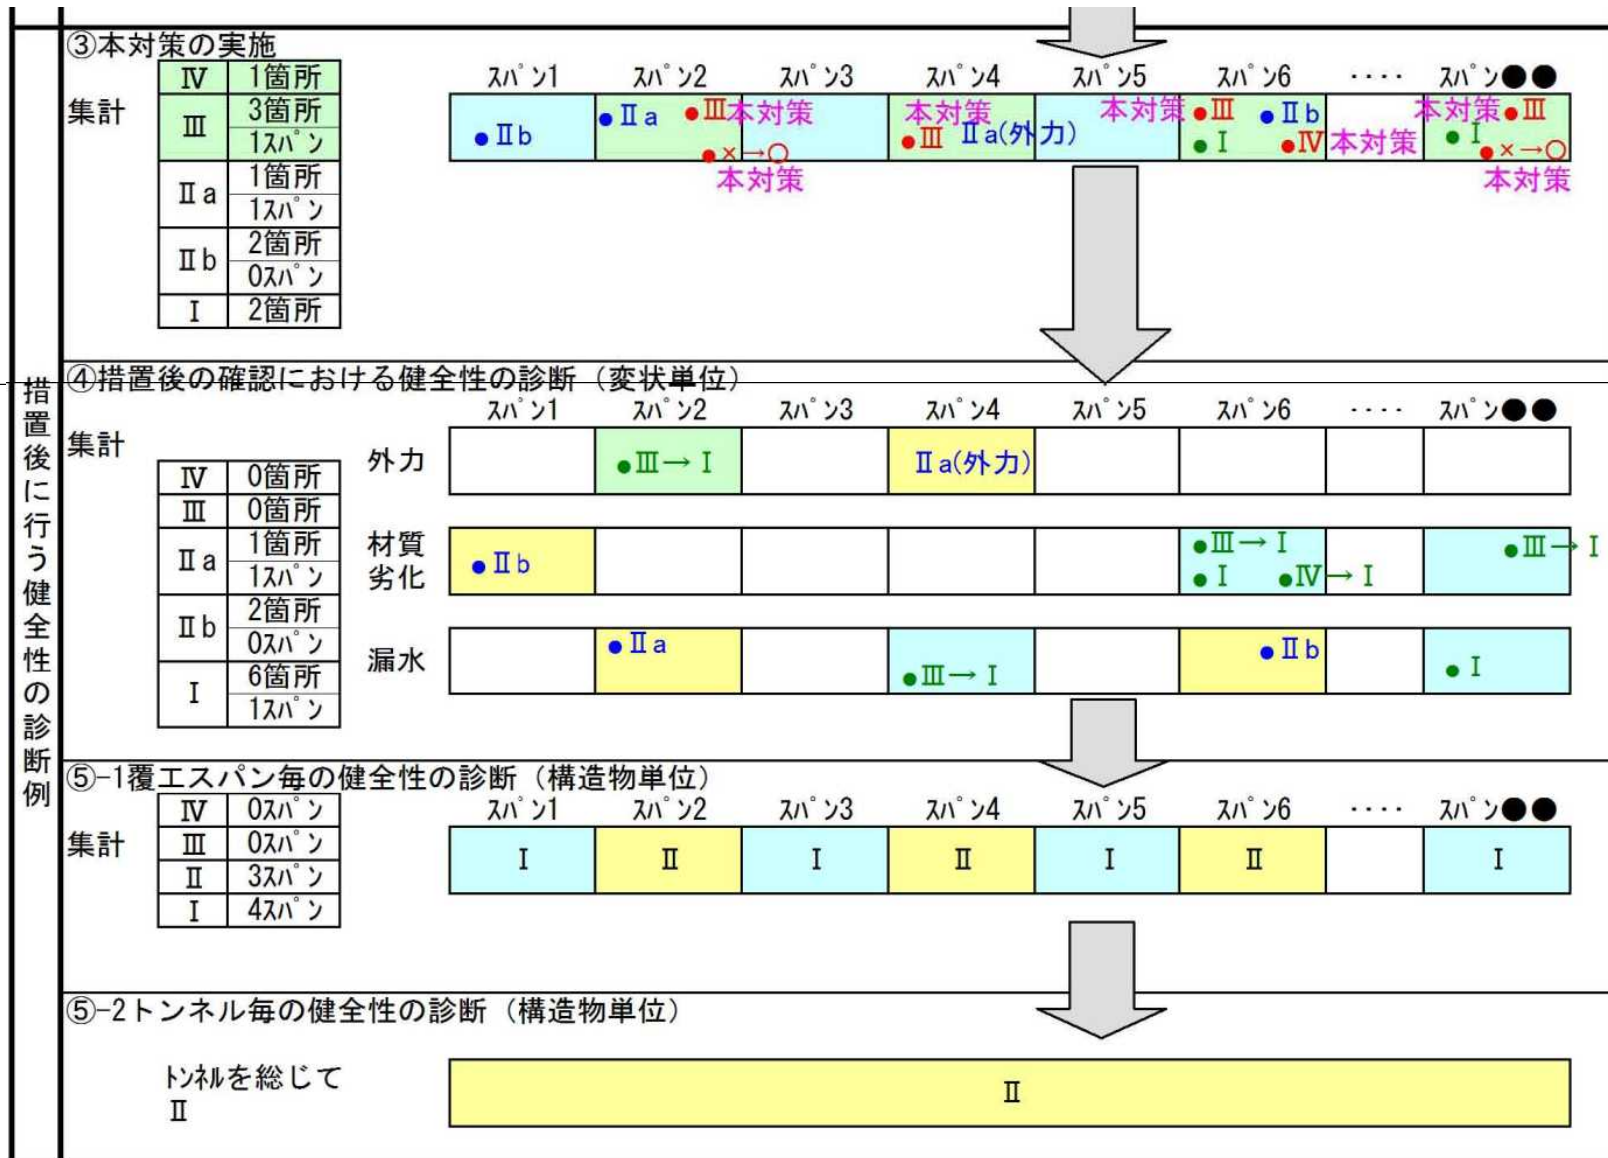 措置後に行う健全性の診断例
③本対策の実施
集計
Ⅳ 1箇所
Ⅲ 3箇所
1ｽﾊﾟﾝ
Ⅱa 1箇所
1ｽﾊﾟﾝ
Ⅱb 2箇所
0ｽﾊﾟﾝ
Ⅰ 2箇所
ｽﾊﾟﾝ1 ｽﾊﾟﾝ2 ｽﾊﾟﾝ3 ｽﾊﾟﾝ4 ｽﾊﾟﾝ5 ｽﾊﾟﾝ6 ‥‥ ｽﾊﾟﾝ●●
●Ⅱb
●Ⅱa ●Ⅲ本対策
●×→○
本対策
本対策
●Ⅲ Ⅱa(外力)
本対策●Ⅲ ●Ⅱb
●Ⅰ ●Ⅳ本対策
本対策●Ⅲ
●Ⅰ ●×→○
本対策
④措置後の確認における健全性の診断（変状単位）
集計
Ⅳ 0箇所
Ⅲ 0箇所
Ⅱa 1箇所
1ｽﾊﾟﾝ
Ⅱb 2箇所
0ｽﾊﾟﾝ
Ⅰ 6箇所
1ｽﾊﾟﾝ
ｽﾊﾟﾝ1 ｽﾊﾟﾝ2 ｽﾊﾟﾝ3 ｽﾊﾟﾝ4 ｽﾊﾟﾝ5 ｽﾊﾟﾝ6 ‥‥ ｽﾊﾟﾝ●●
外力 ●Ⅲ→Ⅰ Ⅱa(外力)
材質
劣化
●Ⅱb
●Ⅲ→Ⅰ
●Ⅰ ●Ⅳ→Ⅰ
●Ⅲ→Ⅰ
漏水
●Ⅱa
●Ⅲ→Ⅰ
●Ⅱb
●Ⅰ
⑤-1覆エスパン毎の健全性の診断（構造物単位）
集計
Ⅳ 0ｽﾊﾟﾝ
Ⅲ 0ｽﾊﾟﾝ
Ⅱ 3ｽﾊﾟﾝ
Ⅰ 4ｽﾊﾟﾝ
ｽﾊﾟﾝ1 ｽﾊﾟﾝ2 ｽﾊﾟﾝ3 ｽﾊﾟﾝ4 ｽﾊﾟﾝ5 ｽﾊﾟﾝ6 ‥‥ ｽﾊﾟﾝ●●
Ⅰ Ⅱ Ⅰ Ⅱ Ⅰ Ⅱ Ⅰ
⑤-2トンネル毎の健全性の診断（構造物単位）
ﾄﾝﾈﾙを総じて
Ⅱ
Ⅱ